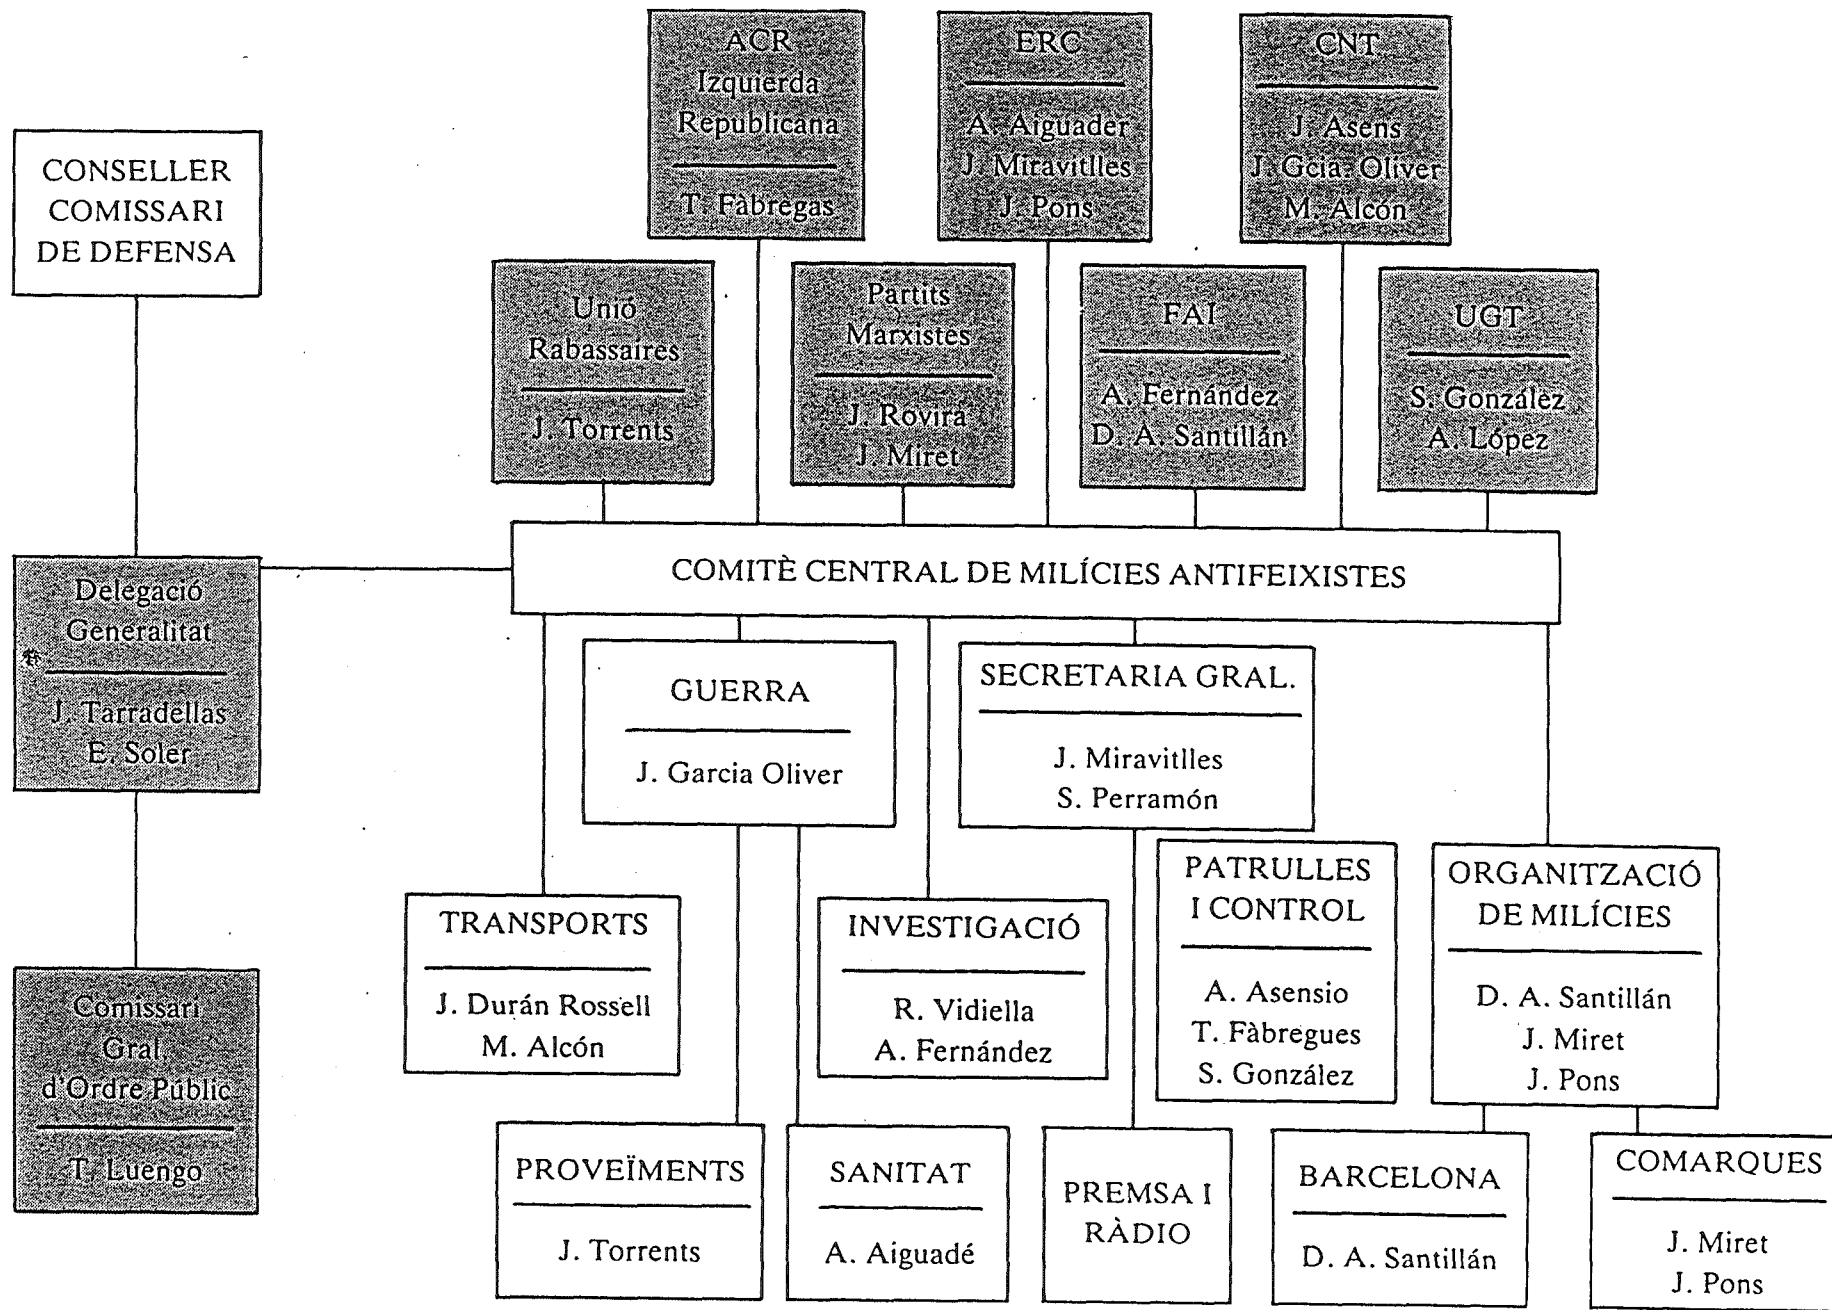 CONSELLER
COMISSARI
DE DEFENSA
ACR
Izquierda
Republicana
T. Fàbregas
ERC
A. Aiguader
J. Miravitlles
J. Pons
CNT
J. Asens
J. Gcia. Oliver
M. Alcón
Unió
Rabassaires
J. Torrents
Partits
Marxistes
J. Rovira
J. Miret
FAI
A. Fernández
D. A. Santillán
UGT
S. González
A. López
Delegació
Generalitat
J. Tarradellas
E. Soler
COMITÈ CENTRAL DE MILÍCIES ANTIFEIXISTES
GUERRA
J. Garcia Oliver
SECRETARIA GRAL.
J. Miravitlles
S. Perramón
TRANSPORTS
J. Durán Rossell
M. Alcón
INVESTIGACIÓ
R. Vidiella
A. Fernández
PATRULLES
I CONTROL
A. Asensio
T. Fàbregues
S. González
ORGANITZACIÓ
DE MILÍCIES
D. A. Santillán
J. Miret
J. Pons
Comissari
Gral.
d'Ordre Públic
T. Luengo
PROVEÏMENTS
J. Torrents
SANITAT
A. Aiguadé
PREMSA I
RÀDIO
BARCELONA
D. A. Santillán
COMARQUES
J. Miret
J. Pons